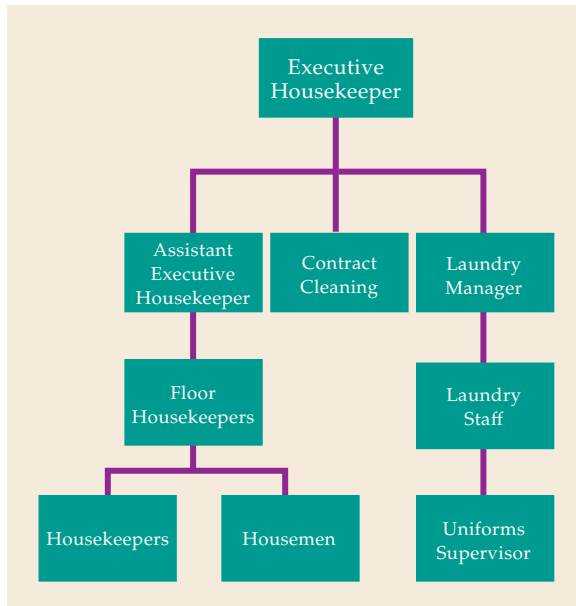 Executive
Housekeeper
Assistant
Executive
Housekeeper
Contract
Cleaning
Laundry
Manager
Floor
Housekeepers
Laundry
Staff
Housekeepers
Housemen
Uniforms
Supervisor